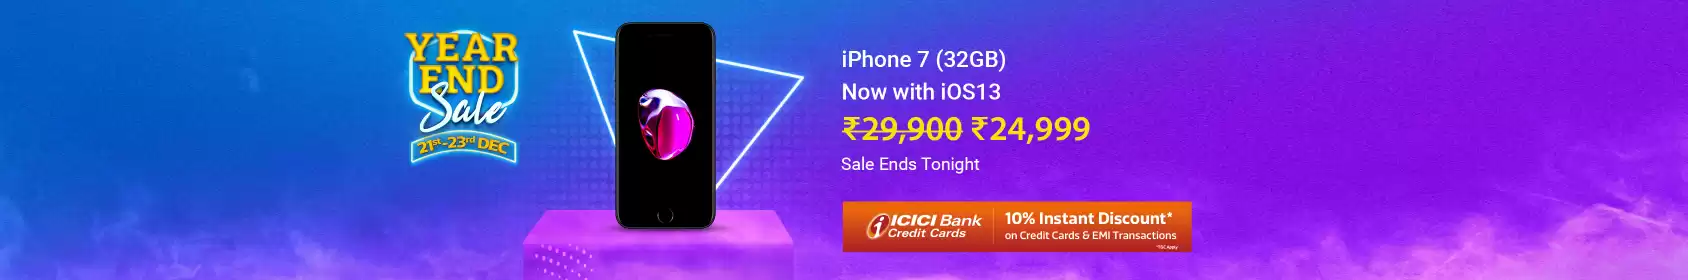 YEAR
END
Sale
21st-23rd DEC
iPhone 7 (32GB)
Now with iOS13
₹29,900 ₹24,999
Sale Ends Tonight
ICICI Bank
Credit Cards
10% Instant Discount*
on Credit Cards & EMI Transactions
*T&C Apply